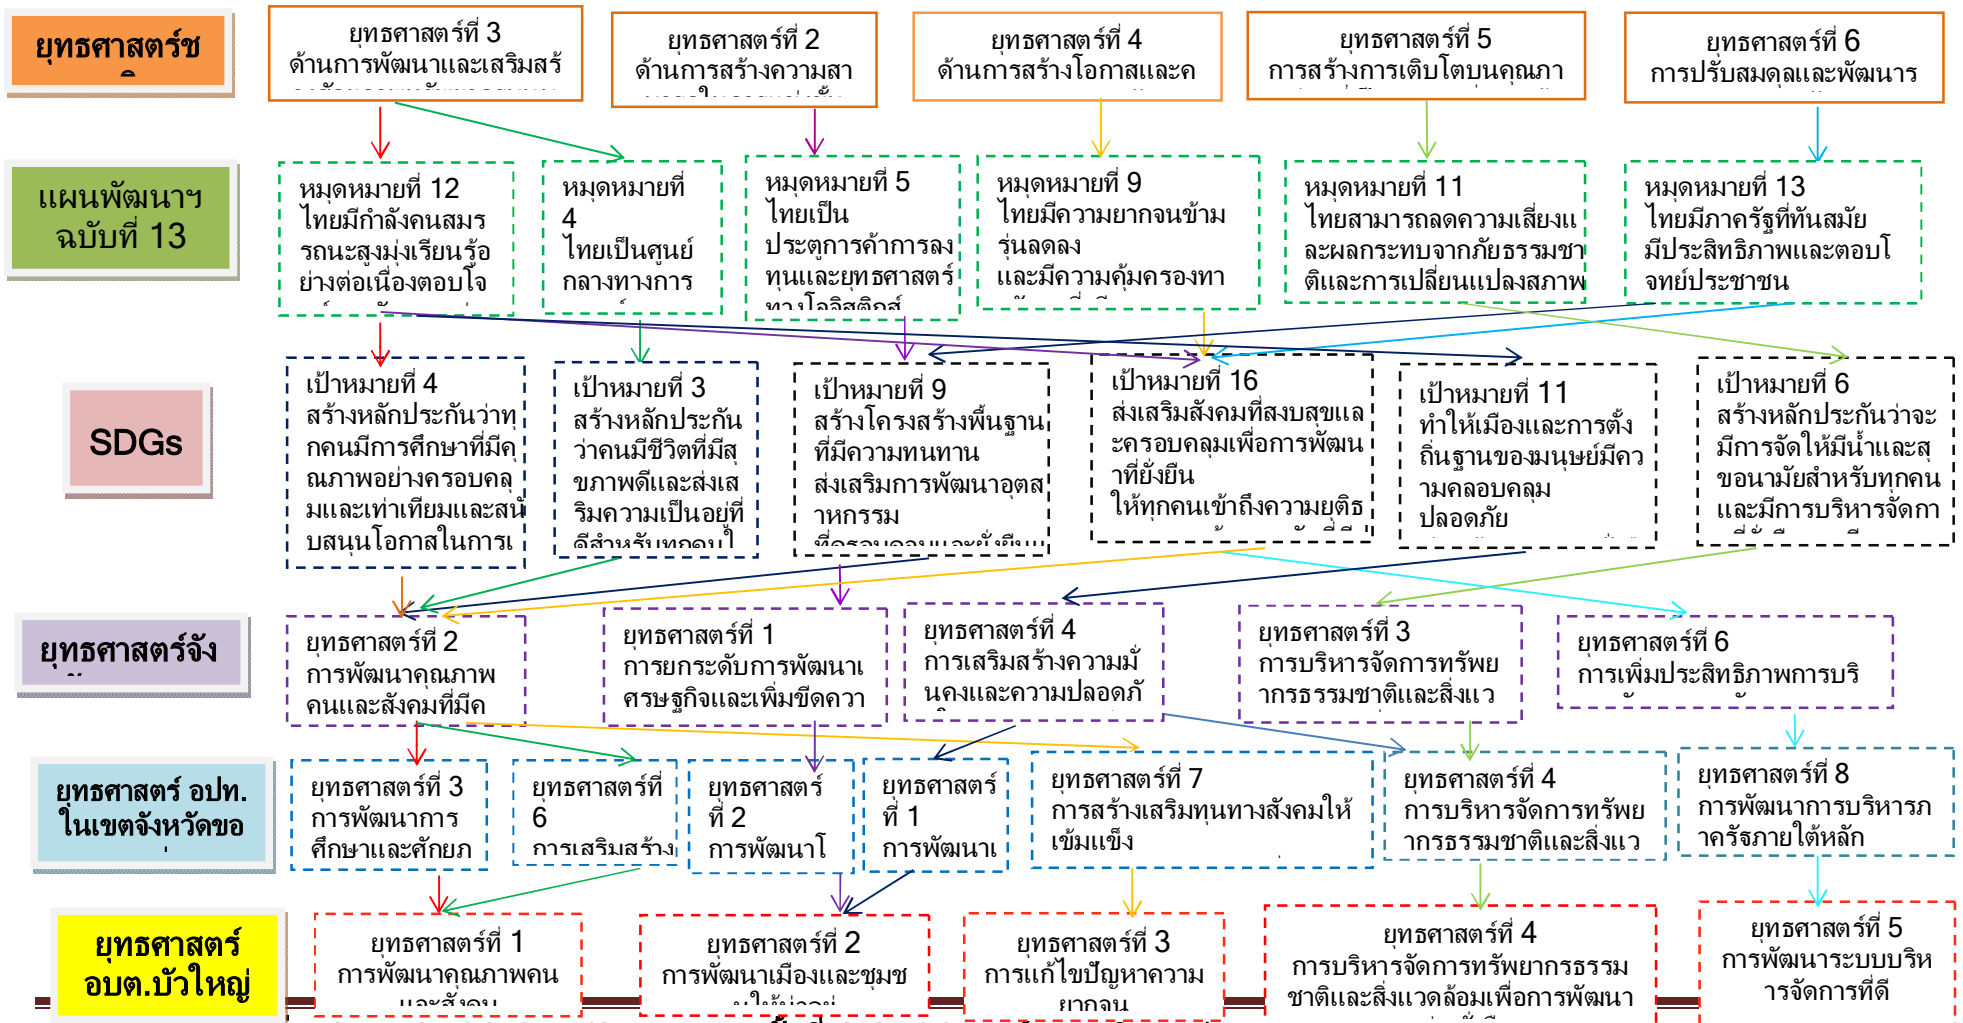 ยุทธศาสตร์ช
ยุทธศาสตร์ที่ 3
ด้านการพัฒนาและเสริมสร้
ยุทธศาสตร์ที่ 2
ด้านการสร้างความสา
ยุทธศาสตร์ที่ 4
ด้านการสร้างโอกาสและค
ยุทธศาสตร์ที่ 5
การสร้างการเติบโตบนคุณภา
ยุทธศาสตร์ที่ 6
การปรับสมดุลและพัฒนาร
แผนพัฒนาฯ
ฉบับที่ 13
หมุดหมายที่ 12
ไทยมีกำลังคนสมร
รถนะสูงมุ่งเรียนรู้อ
ย่างต่อเนื่องตอบโจ
หมุดหมายที่
4
ไทยเป็นศูนย์
กลางทางการ
หมุดหมายที่ 5
ไทยเป็น
ประตูการค้าการลง
ทุนและยุทธศาสตร์
ทางโลจิสติกส์
หมุดหมายที่ 9
ไทยมีความยากจนข้าม
รุ่นลดลง
และมีความคุ้มครองทา
หมุดหมายที่ 11
ไทยสามารถลดความเสี่ยงแ
ละผลกระทบจากภัยธรรมชา
ติและการเปลี่ยนแปลงสภาพ
หมุดหมายที่ 13
ไทยมีภาครัฐที่ทันสมัย
มีประสิทธิภาพและตอบโ
จทย์ประชาชน
SDGs
เป้าหมายที่ 4
สร้างหลักประกันว่าทุ
กคนมีการศึกษาที่มีคุ
ณภาพอย่างครอบคลุ
มและเท่าเทียมและสนั
บสนุนโอกาสในการเ
เป้าหมายที่ 3
สร้างหลักประกัน
ว่าคนมีชีวิตที่มีสุ
ขภาพดีและส่งเส
ริมความเป็นอยู่ที่
ดีสำหรับทุกคนใ
เป้าหมายที่ 9
สร้างโครงสร้างพื้นฐาน
ที่มีความทนทาน
ส่งเสริมการพัฒนาอุตส
าหกรรม
ที่ครอบคลุมและยั่งยืนแ
เป้าหมายที่ 16
ส่งเสริมสังคมที่สงบสุขแล
ะครอบคลุมเพื่อการพัฒน
าที่ยั่งยืน
ให้ทุกคนเข้าถึงความยุติธ
เป้าหมายที่ 11
ทำให้เมืองและการตั้ง
ถิ่นฐานของมนุษย์มีคว
ามคลอบคลุม
ปลอดภัย
เป้าหมายที่ 6
สร้างหลักประกันว่าจะ
มีการจัดให้มีน้ำและสุ
ขอนามัยสำหรับทุกคน
และมีการบริหารจัดกา
ยุทธศาสตร์จัง
ยุทธศาสตร์ที่ 2
การพัฒนาคุณภาพ
คนและสังคมที่มีค
ยุทธศาสตร์ที่ 1
การยกระดับการพัฒนาเ
ศรษฐกิจและเพิ่มขีดควา
ยุทธศาสตร์ที่ 4
การเสริมสร้างความมั่
นคงและความปลอดภั
ยุทธศาสตร์ที่ 3
การบริหารจัดการทรัพย
ากรธรรมชาติและสิ่งแว
ยุทธศาสตร์ที่ 6
การเพิ่มประสิทธิภาพการบริ
ยุทธศาสตร์ อปท.
ในเขตจังหวัดขอ
ยุทธศาสตร์ที่ 3
การพัฒนาการ
ศึกษาและศักยภ
ยุทธศาสตร์ที่
6
การเสริมสร้าง
ยุทธศาสตร์
ที่ 2
การพัฒนาโ
ยุทธศาสตร์
ที่ 1
การพัฒนาเ
ยุทธศาสตร์ที่ 7
การสร้างเสริมทุนทางสังคมให้
เข้มแข็ง
ยุทธศาสตร์ที่ 4
การบริหารจัดการทรัพย
ากรธรรมชาติและสิ่งแว
ยุทธศาสตร์ที่ 8
การพัฒนาการบริหารภ
าครัฐภายใต้หลัก
ยุทธศาสตร์
อบต.บัวใหญ่
ยุทธศาสตร์ที่ 1
การพัฒนาคุณภาพคน
และสังคม
ยุทธศาสตร์ที่ 2
การพัฒนาเมืองและชุมช
นให้น่าอยู่
ยุทธศาสตร์ที่ 3
การแก้ไขปัญหาความ
ยากจน
ยุทธศาสตร์ที่ 4
การบริหารจัดการทรัพยากรธรรม
ชาติและสิ่งแวดล้อมเพื่อการพัฒนา
ยุทธศาสตร์ที่ 5
การพัฒนาระบบบริห
ารจัดการที่ดี